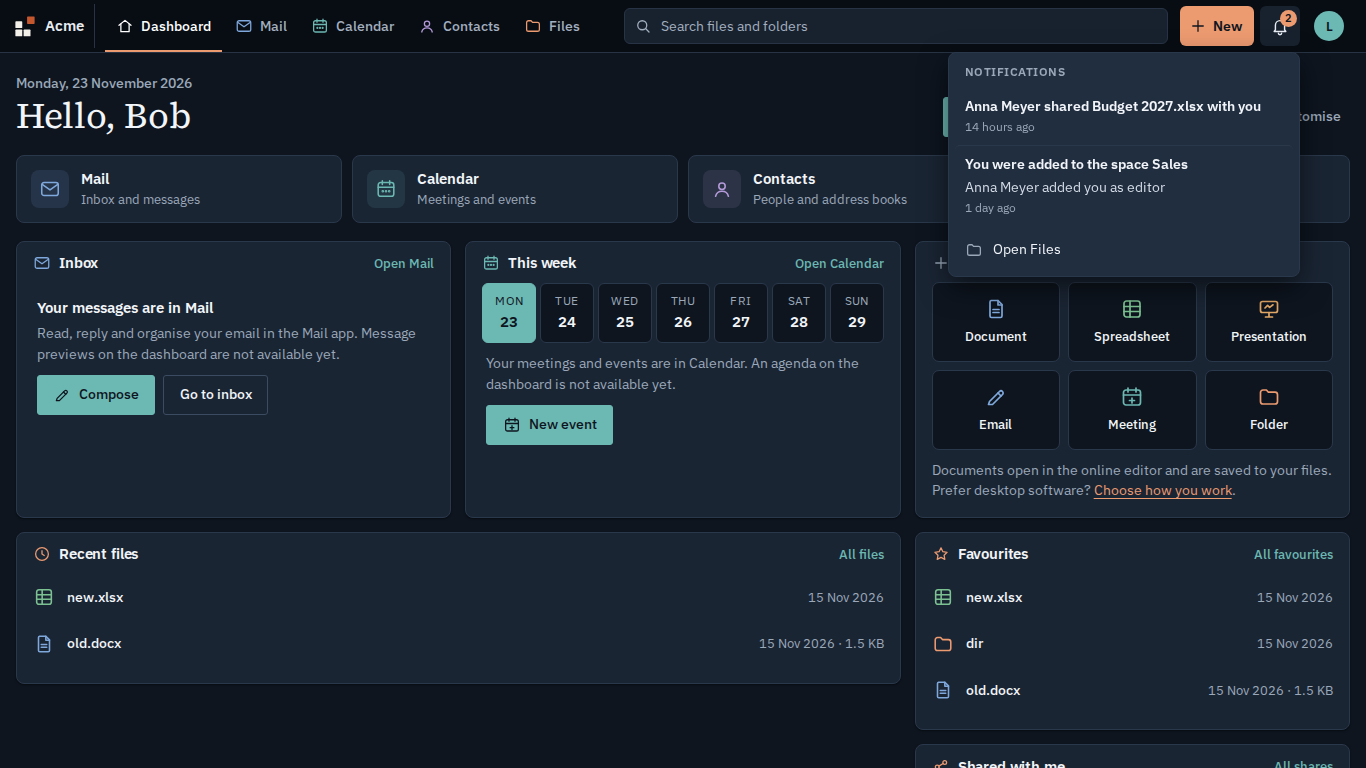 Acme
Dashboard
Mail
Calendar
Contacts
Files
Search files and folders
New
2
L
Monday, 23 November 2026
Hello, Bob
NOTIFICATIONS
Anna Meyer shared Budget 2027.xlsx with you
14 hours ago
You were added to the space Sales
Anna Meyer added you as editor
1 day ago
Open Files
Mail
Inbox and messages
Calendar
Meetings and events
Contacts
People and address books
Inbox
Open Mail
Your messages are in Mail
Read, reply and organise your email in the Mail app. Message
previews on the dashboard are not available yet.
Compose
Go to inbox
This week
Open Calendar
MON
23
TUE
24
WED
25
THU
26
FRI
27
SAT
28
SUN
29
Your meetings and events are in Calendar. An agenda on the
dashboard is not available yet.
New event
Document
Spreadsheet
Presentation
Email
Meeting
Folder
Documents open in the online editor and are saved to your files.
Prefer desktop software? Choose how you work.
Recent files
All files
new.xlsx
15 Nov 2026
old.docx
15 Nov 2026 · 1.5 KB
Favourites
All favourites
new.xlsx
15 Nov 2026
dir
15 Nov 2026
old.docx
15 Nov 2026 · 1.5 KB
Shared with me
All shares